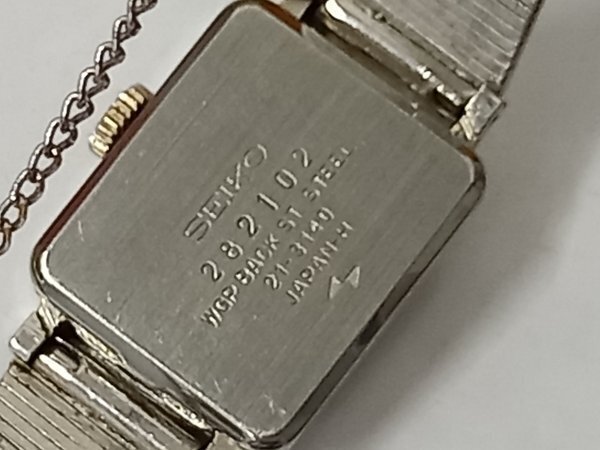 SEIKO
282102
WGP BACK ST STEEL
21-3140
JAPAN-H